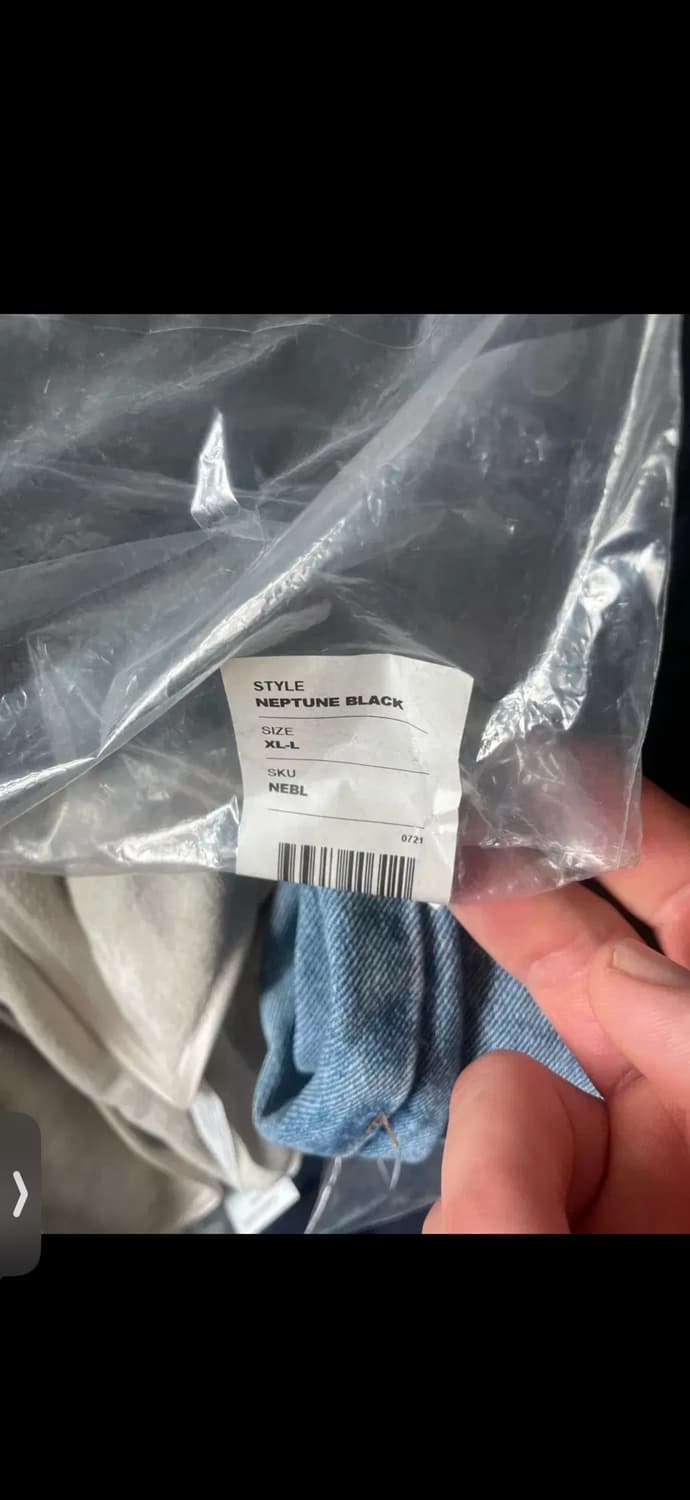 STYLE
NEPTUNE BLACK
SIZE
XL-L
SKU
NEBL
0721